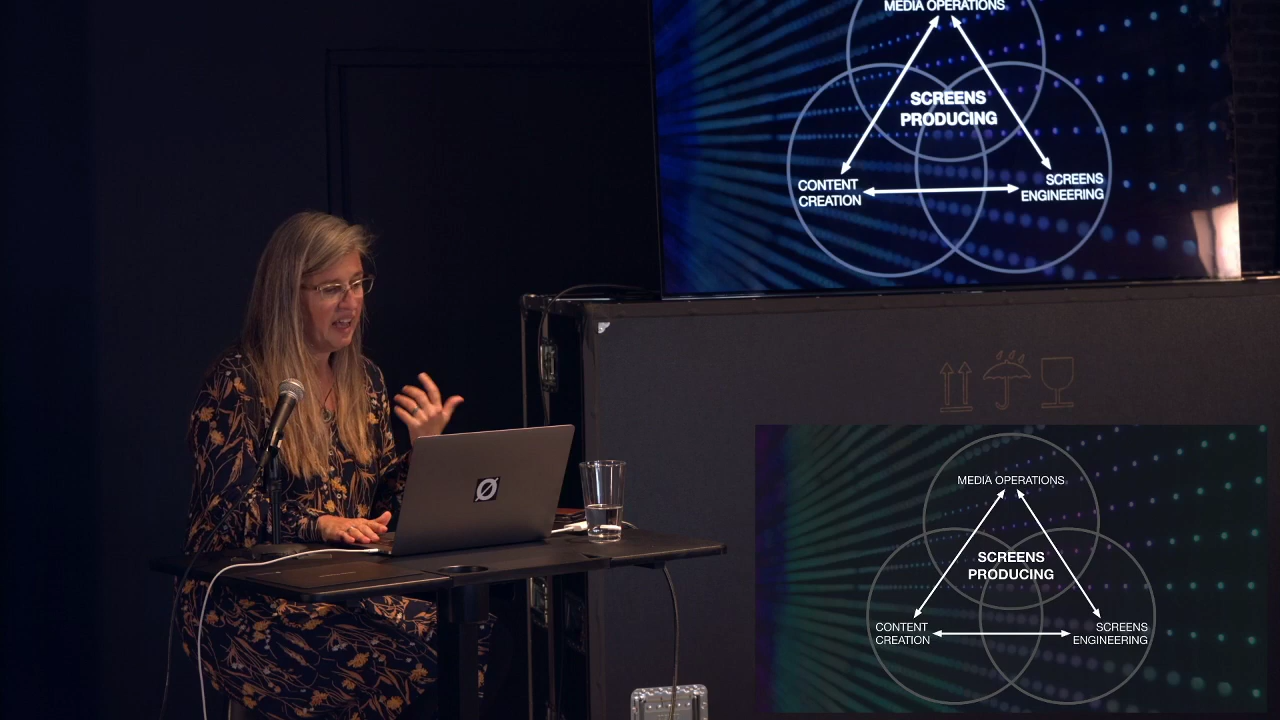 MEDIA OPERATIONS
SCREENS
PRODUCING
CONTENT
CREATION
SCREENS
ENGINEERING
MEDIA OPERATIONS
SCREENS
PRODUCING
CONTENT
CREATION
SCREENS
ENGINEERING